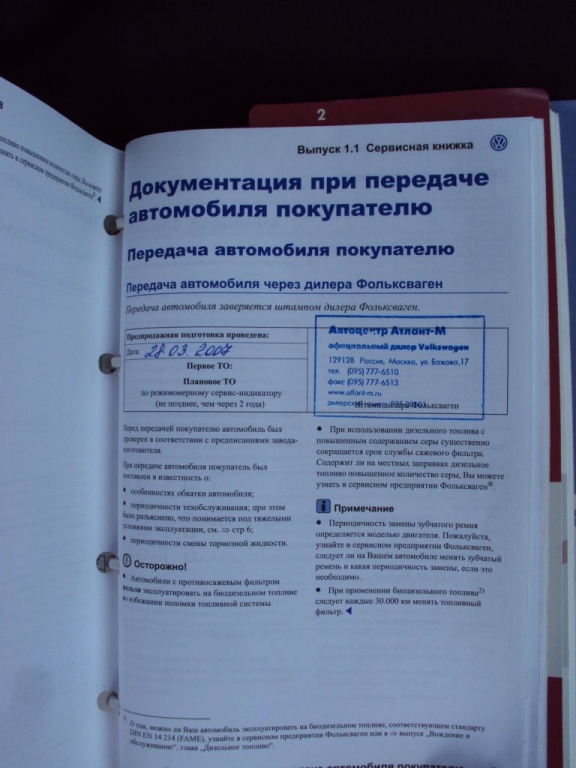 2
Выпуск 1.1 Сервисная книжка
Документация при передаче
автомобиля покупателю
Передача автомобиля покупателю
Передача автомобиля через дилера Фольксваген
Передача автомобиля заверяется штампом дилера Фольксваген.
Предпродажная подготовка проведена:
Дата: 28.03.2007
Первое ТО:
Плановое ТО
по режимомерному сервис-индикатору
(не позднее, чем через 2 года)
Автоцентр Атлант-М
официальный дилер Volkswagen
129128 Россия, Москва, ул. Бажова,17
тел. (095) 777-6510
факс (095) 777-6513
www.atlant-m.ru
дилерский
Штамп дилера Фольксваген
Перед передачей покупателю автомобиль был
проверен в соответствии с предписаниями завода-
изготовителя.
При передаче автомобиля покупатель был
поставлен в известность о:
• особенностях обкатки автомобиля;
• периодичности техобслуживания; при этом
было разъяснено, что понимается под тяжелыми
условиями эксплуатации, см. ⇒ стр 6;
• периодичности смены тормозной жидкости.
Осторожно!
• Автомобили с противосажевым фильтром
нельзя эксплуатировать на биодизельном топливе
во избежании поломки топливной системы.
• При использовании дизельного топлива с
повышенным содержанием серы существенно
сокращается срок службы сажевого фильтра.
Содержит ли на местных заправках дизельное
топливо повышенное количество серы, Вы можете
узнать в сервисном предприятии Фольксваген®.
i Примечание
• Периодичность замены зубчатого ремня
определяется моделью двигателя. Пожалуйста,
узнайте в сервисном предприятии Фольксваген,
следует ли на Вашем автомобиле менять зубчатый
ремень и какая периодичность замены, если это
необходимо.
• При применении биодизельного топлива²⁾
следует каждые 30.000 км менять топливный
фильтр.
О том, можно ли Ваш автомобиль эксплуатировать на биодизельном топливе, соответствующем стандарту
DIN EN 14 214 (FAME), узнайте в сервисном предприятии Фольксваген или в ⇒ выпуск „Вождение и
обслуживание“, глава „Дизельное топливо“.